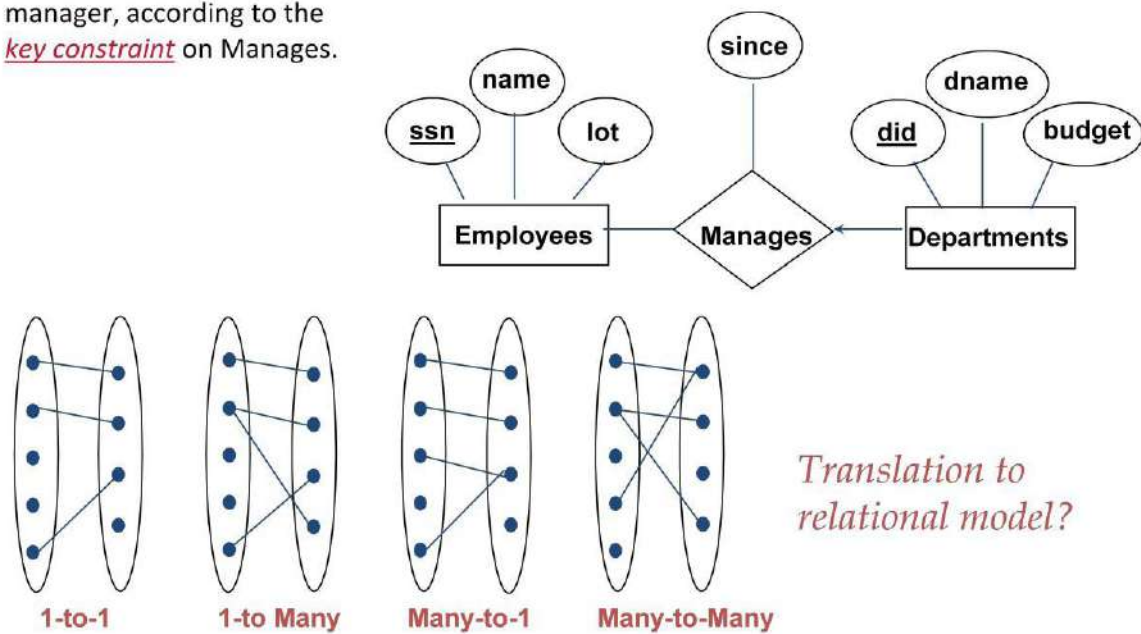 manager, according to the
key constraint on Manages.
since
name
dname
ssn
lot
did
budget
Employees
Manages
Departments
Translation to
relational model?
1-to-1
1-to Many
Many-to-1
Many-to-Many